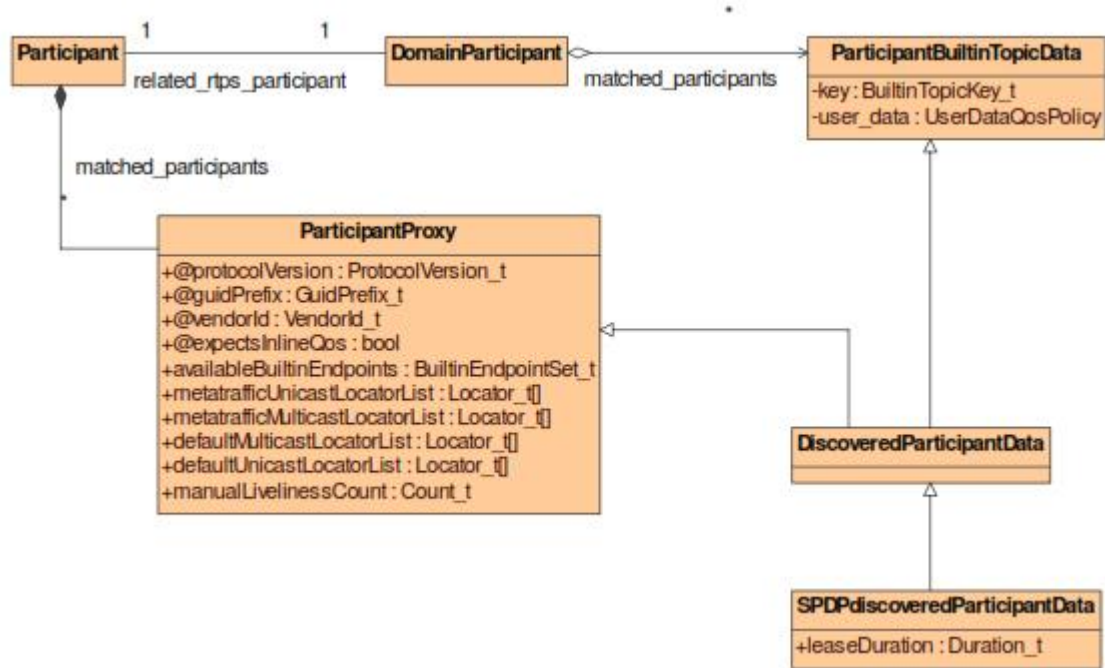 *
1
1
Participant
DomainParticipant
ParticipantBuiltinTopicData
related_rtps_participant
matched_participants
-key : BuiltinTopicKey_t
-user_data : UserDataQosPolicy
matched_participants
*
ParticipantProxy
+@protocolVersion : ProtocolVersion_t
+@guidPrefix : GuidPrefix_t
+@vendorId : VendorId_t
+@expectsInlineQos : bool
+availableBuiltinEndpoints : BuiltinEndpointSet_t
+metatrafficUnicastLocatorList : Locator_t[]
+metatrafficMulticastLocatorList : Locator_t[]
+defaultMulticastLocatorList : Locator_t[]
+defaultUnicastLocatorList : Locator_t[]
+manualLivelinessCount : Count_t
DiscoveredParticipantData
SPDPdiscoveredParticipantData
+leaseDuration : Duration_t